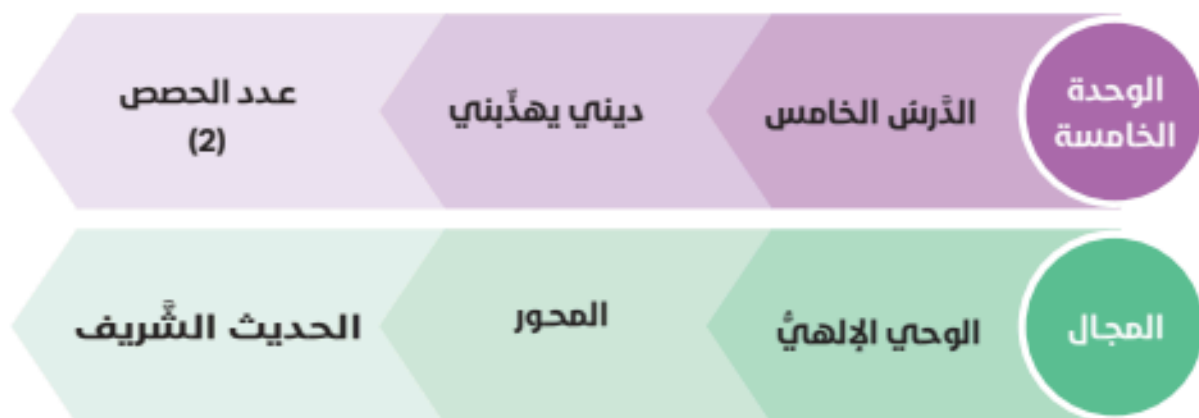 الوحدة
الخامسة
الدَّرسُ الخامس
ديني يهذِّبني
عدد الحصص
(2)
المجال
الوحي الإلهيُّ
المحور
الحديث الشَّريف